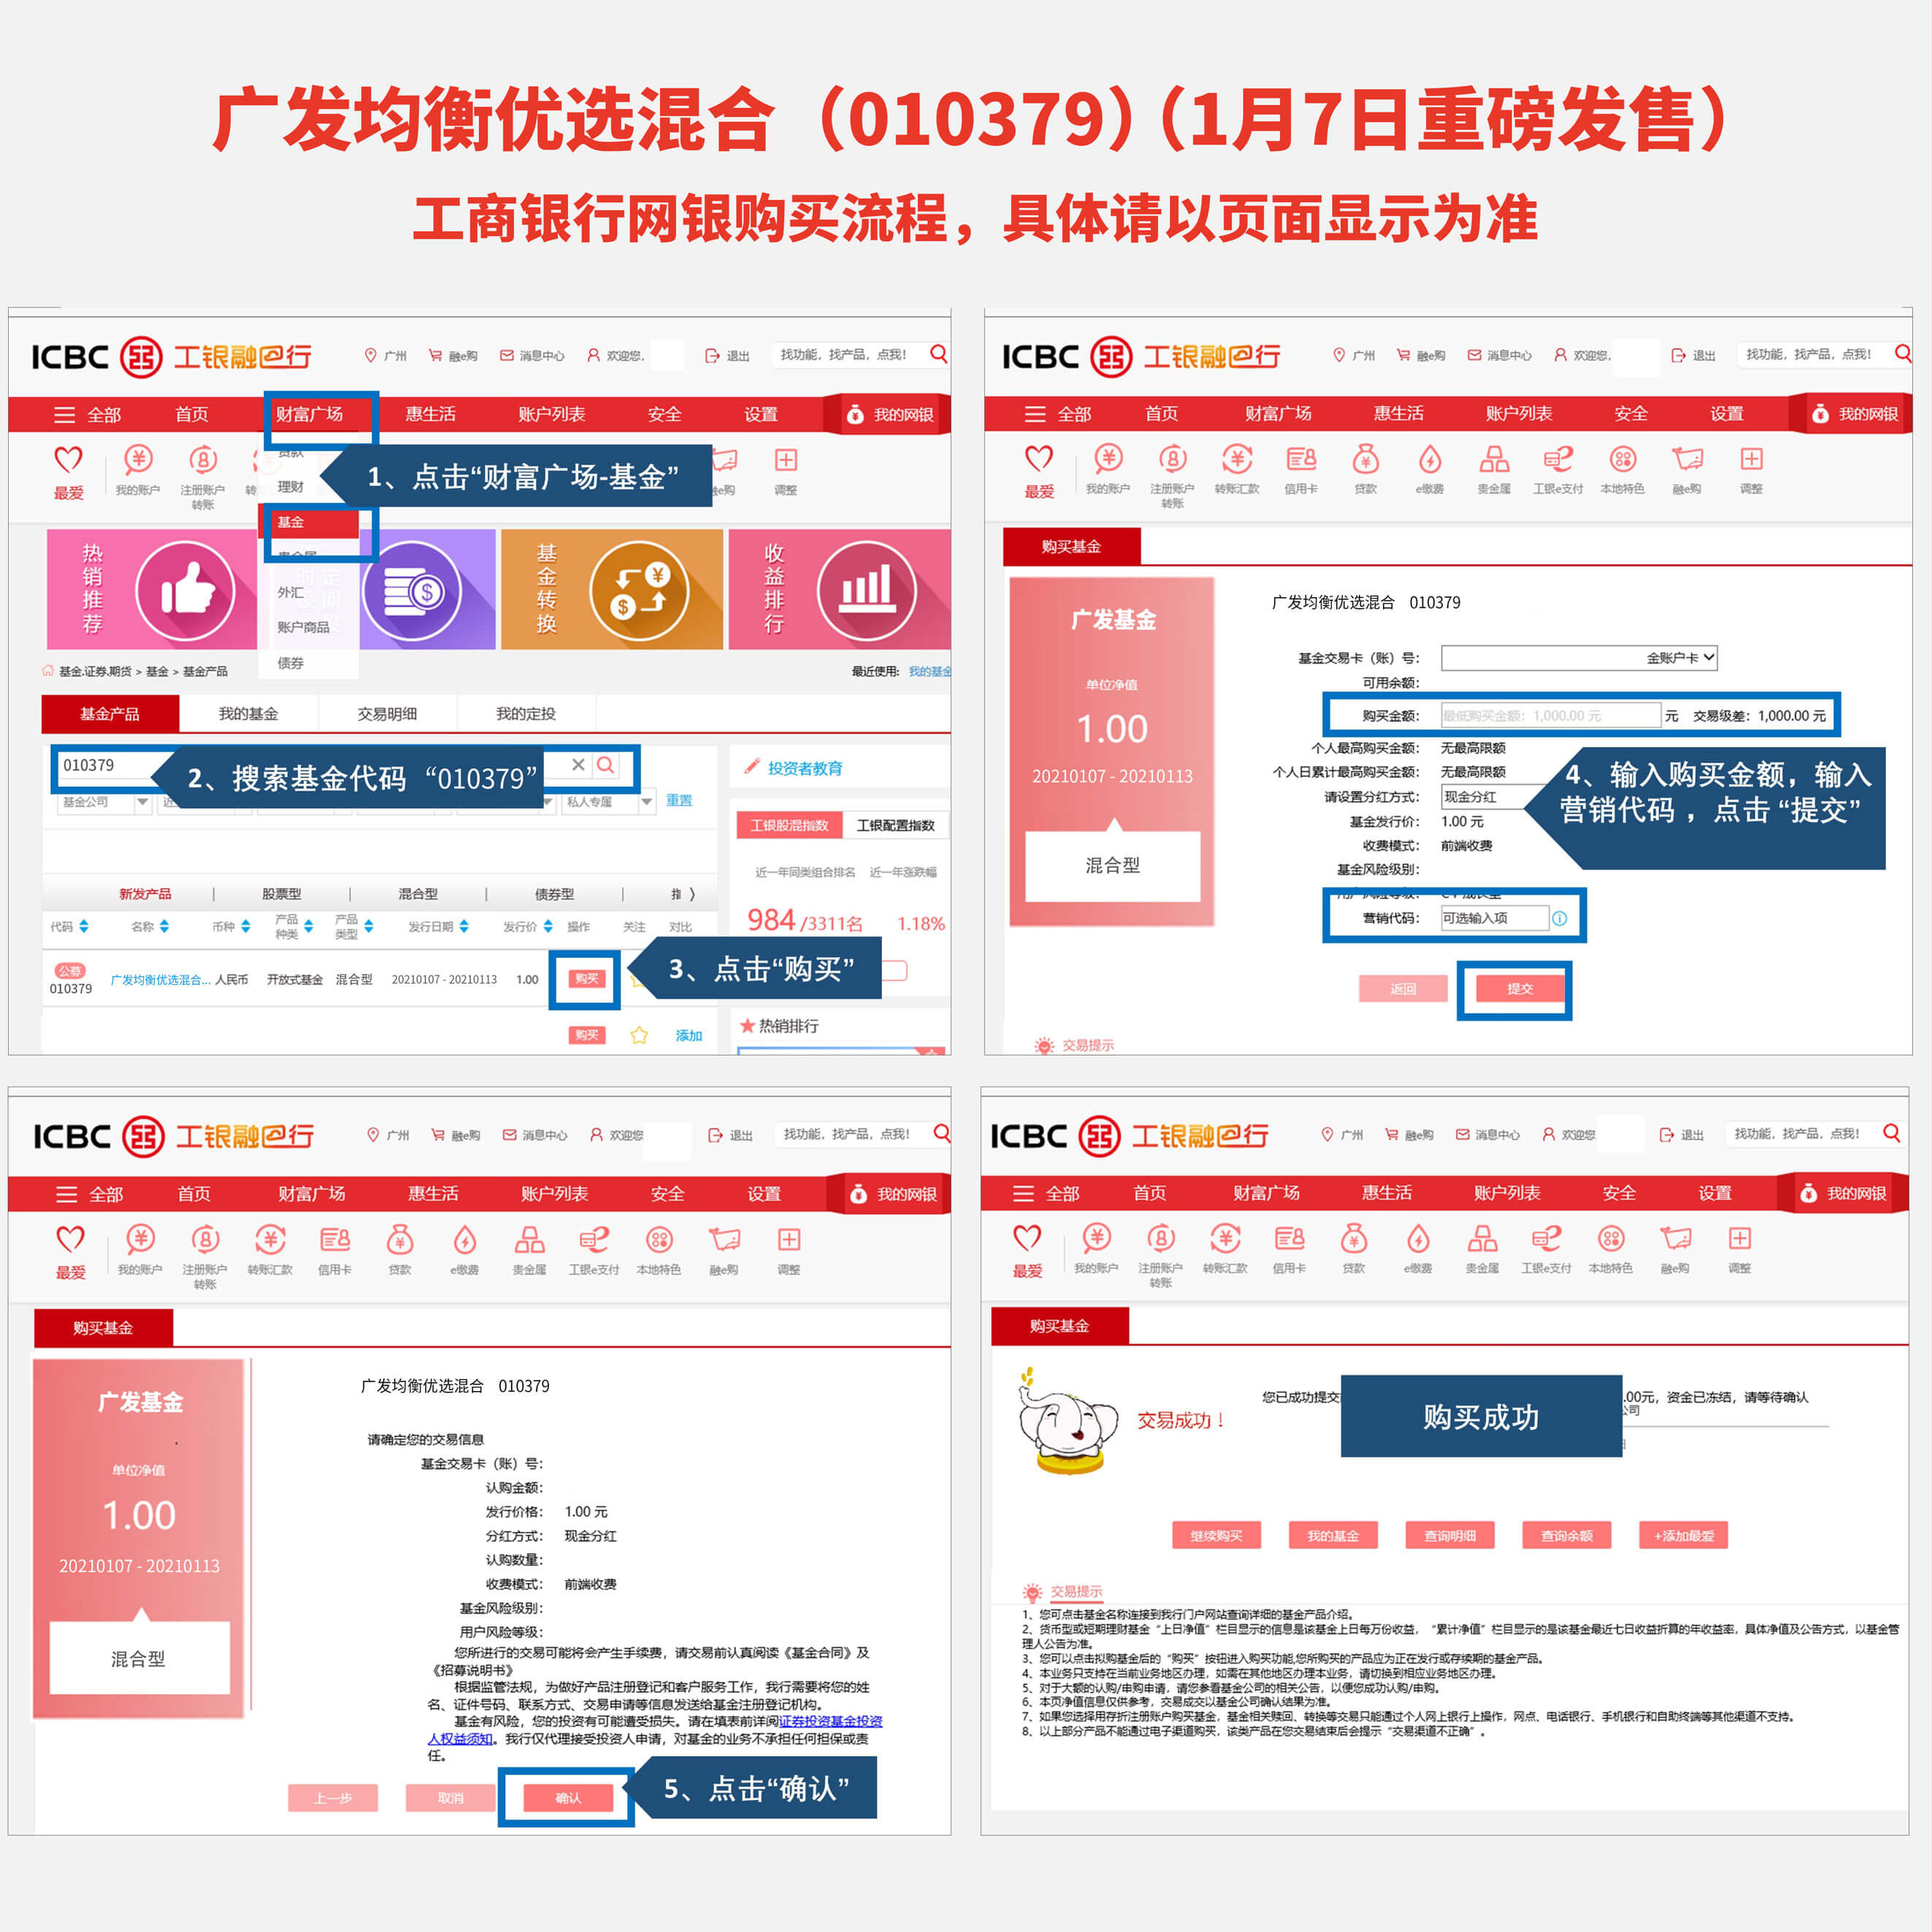 广发均衡优选混合（010379）（1月7日重磅发售）
工商银行网银购买流程，具体请以页面显示为准
ICBC 工银融e行
广州 融e购 消息中心 欢迎您, 退出 找功能，找产品，点我！
全部 首页 财富广场 惠生活 账户列表 安全 设置 我的网银
最爱 我的账户 注册账户转账 转 融e购 调整
贷款
理财
基金
贵金属
外汇
账户商品
债券
1、点击“财富广场-基金”
热销推荐 基金转换 收益排行
基金.证券.期货 > 基金 > 基金产品 最近使用: 我的基金
基金产品 我的基金 交易明细 我的定投
010379
2、搜索基金代码 “010379”
基金公司 近 私人专属 重置
投资者教育
工银股混指数 工银配置指数
近一年同类组合排名 近一年涨跌幅
984/3311名 1.18%
新发产品 | 股票型 | 混合型 | 债券型 |
代码 名称 币种 产品种类 产品类型 发行日期 发行价 操作 关注 对比
公募
010379 广发均衡优选混合... 人民币 开放式基金 混合型 20210107 - 20210113 1.00 购买
3、点击“购买”
购买 添加
热销排行
ICBC 工银融e行
广州 融e购 消息中心 欢迎您, 退出 找功能，找产品，点我！
全部 首页 财富广场 惠生活 账户列表 安全 设置 我的网银
最爱 我的账户 注册账户转账 转账汇款 信用卡 贷款 e缴费 贵金属 工银e支付 本地特色 融e购 调整
购买基金
广发基金
单位净值
1.00
20210107 - 20210113
混合型
广发均衡优选混合 010379
基金交易卡（账）号: 金账户卡
可用余额:
购买金额: 最低购买金额: 1,000.00 元 元 交易级差: 1,000.00 元
个人最高购买金额: 无最高限额
个人日累计最高购买金额: 无最高限额
请设置分红方式: 现金分红
基金发行价: 1.00 元
收费模式: 前端收费
基金风险级别:
营销代码: 可选输入项
4、输入购买金额，输入
营销代码 ，点击 “提交”
返回 提交
交易提示
ICBC 工银融e行
广州 融e购 消息中心 欢迎您 退出 找功能，找产品，点我！
全部 首页 财富广场 惠生活 账户列表 安全 设置 我的网银
最爱 我的账户 注册账户转账 转账汇款 信用卡 贷款 e缴费 贵金属 工银e支付 本地特色 融e购 调整
购买基金
广发基金
单位净值
1.00
20210107 - 20210113
混合型
广发均衡优选混合 010379
请确定您的交易信息
基金交易卡（账）号:
认购金额:
发行价格: 1.00 元
分红方式: 现金分红
认购数量:
收费模式: 前端收费
基金风险级别:
用户风险等级:
您所进行的交易可能将会产生手续费，请交易前认真阅读《基金合同》及
《招募说明书》
根据监管法规，为做好产品注册登记和客户服务工作，我行需要将您的姓
名、证件号码、联系方式、交易申请等信息发送给基金注册登记机构。
基金有风险，您的投资有可能遭受损失。请在填表前详阅证券投资基金投资
人权益须知。我行仅代理接受投资人申请，对基金的业务不承担任何担保或责
任。
上一步 取消 确认
5、点击“确认”
ICBC 工银融e行
广州 融e购 消息中心 欢迎您 退出 找功能，找产品，点我！
全部 首页 财富广场 惠生活 账户列表 安全 设置 我的网银
最爱 我的账户 注册账户转账 转账汇款 信用卡 贷款 e缴费 贵金属 工银e支付 本地特色 融e购 调整
购买基金
交易成功！
您已成功提交 .00元，资金已冻结，请等待确认
公司
购买成功
继续购买 我的基金 查询明细 查询余额 +添加最爱
交易提示
1、您可点击基金名称连接到我行门户网站查询详细的基金产品介绍。
2、货币型或短期理财基金 “上日净值” 栏目显示的信息是该基金上日每万份收益， “累计净值” 栏目显示的是该基金最近七日收益折算的年收益率，具体净值及公告方式，以基金管
理人公告为准。
3、您可以点击拟购基金后的 “购买” 按钮进入购买功能,您所购买的产品应为正在发行或存续期的基金产品。
4、本业务只支持在当前业务地区办理，如需在其他地区办理本业务，请切换到相应业务地区办理。
5、对于大额的认购/申购申请，请您参看基金公司的相关公告，以便您成功认购/申购。
6、本页净值信息仅供参考，交易成交以基金公司确认结果为准。
7、如果您选择用存折注册账户购买基金，基金相关赎回、转换等交易只能通过个人网上银行上操作，网点、电话银行、手机银行和自助终端等其他渠道不支持。
8、以上部分产品不能通过电子渠道购买，该类产品在您交易结束后会提示 “交易渠道不正确” 。